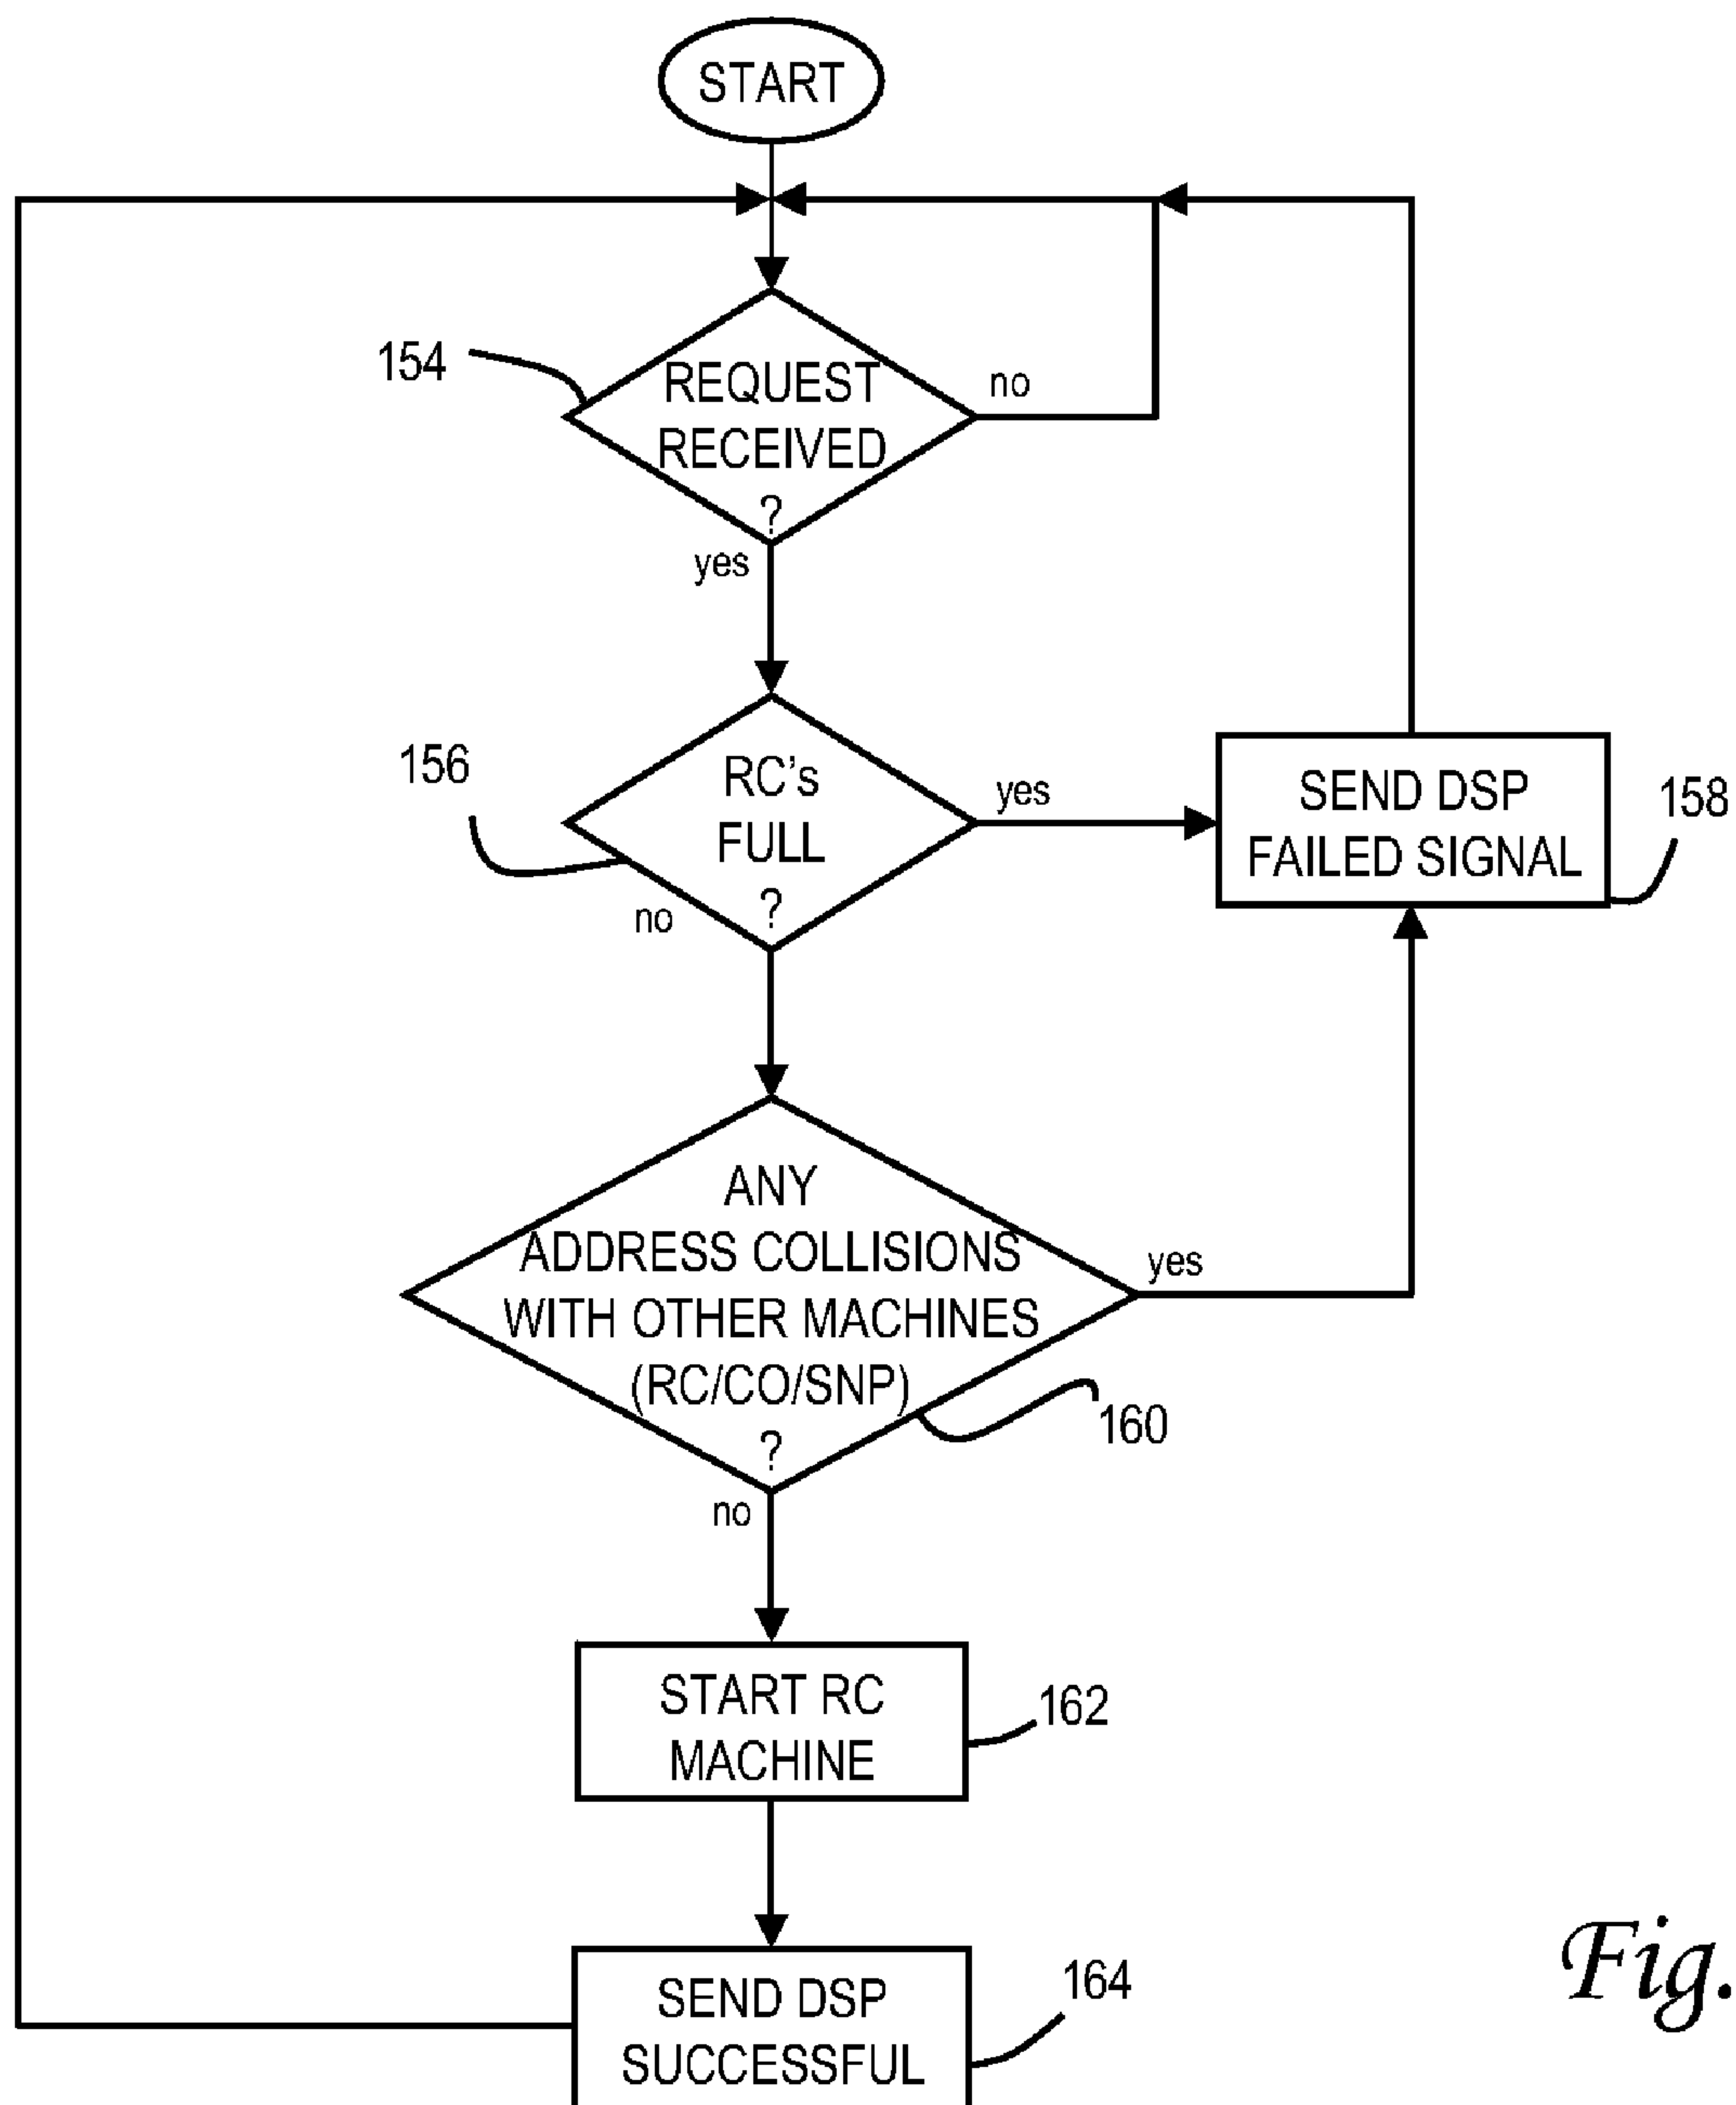 START
154
REQUEST
RECEIVED
?
no
yes
156
RC's
FULL
?
yes
no
SEND DSP
FAILED SIGNAL
158
ANY
ADDRESS COLLISIONS
WITH OTHER MACHINES
(RC/CO/SNP)
?
yes
160
no
START RC
MACHINE
162
SEND DSP
SUCCESSFUL
164
Fig.